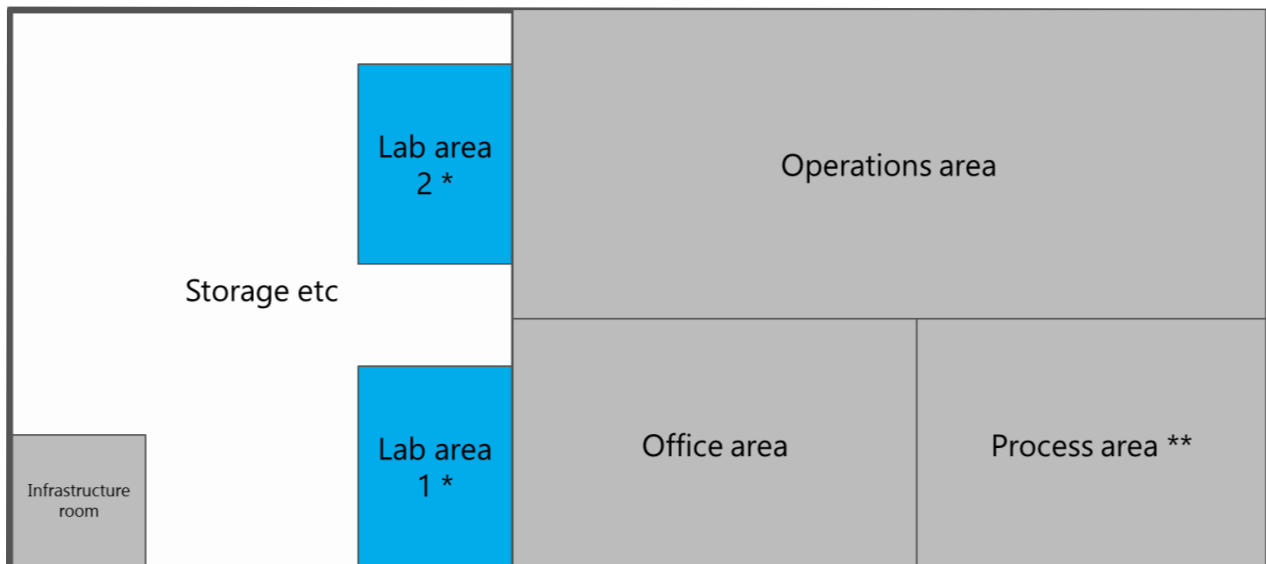 Lab area
2 *
Operations area
Storage etc
Lab area
1 *
Office area
Process area **
Infrastructure
room